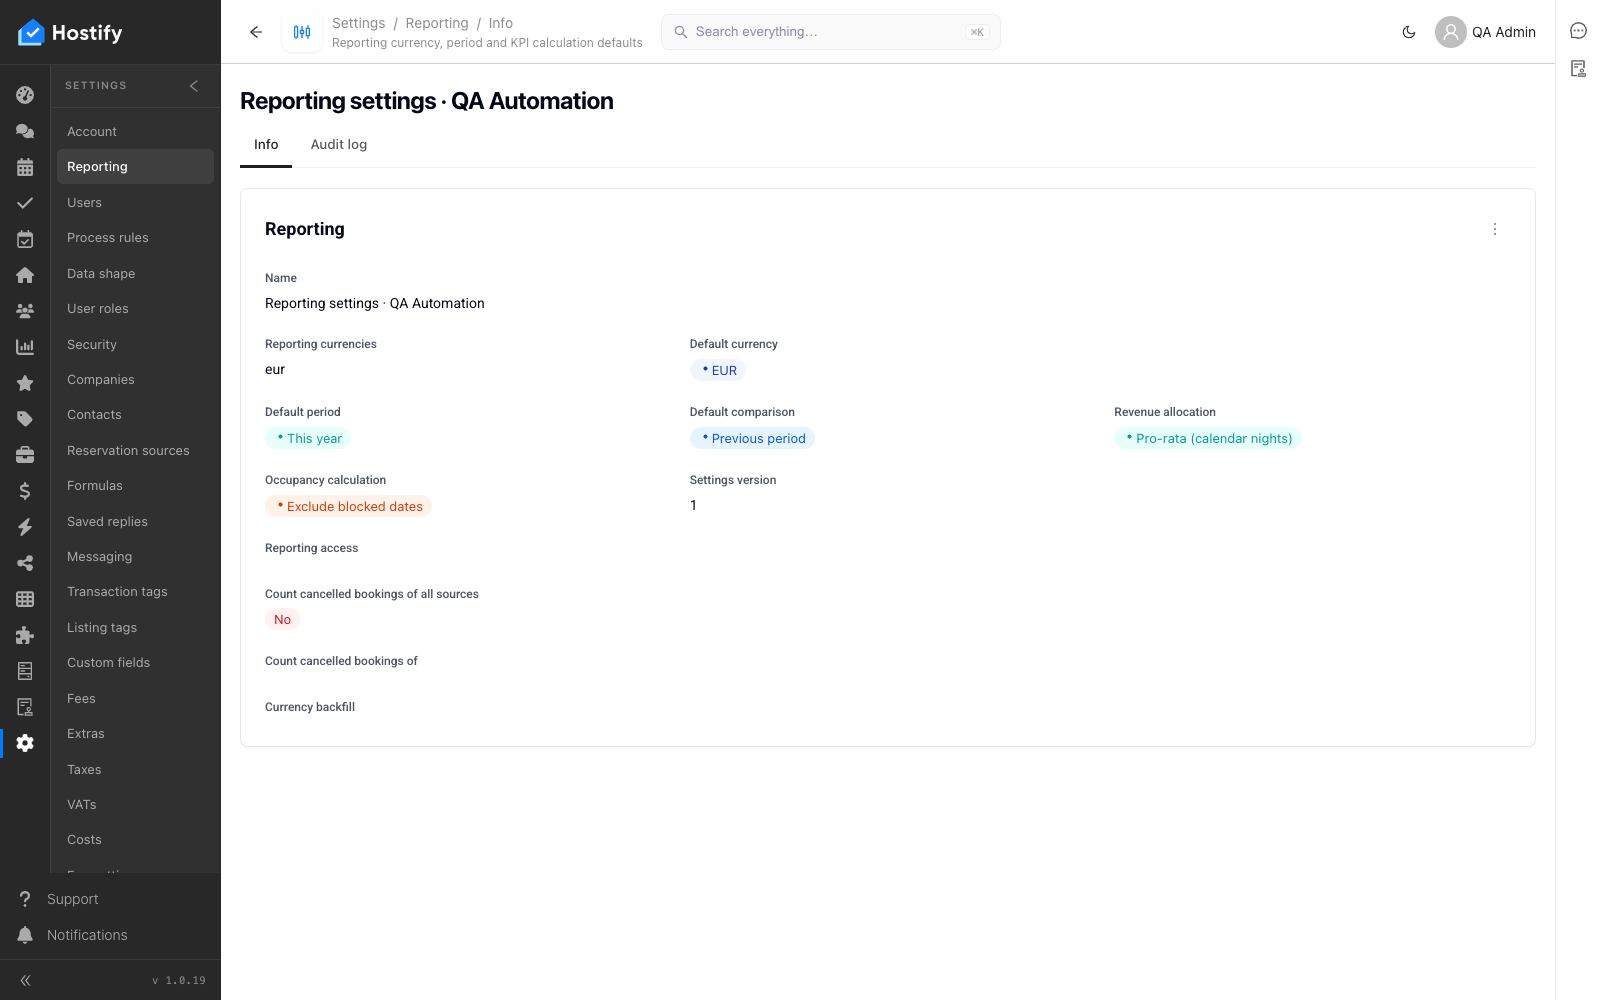 Hostify
SETTINGS
Account
Reporting
Users
Process rules
Data shape
User roles
Security
Companies
Contacts
Reservation sources
Formulas
Saved replies
Messaging
Transaction tags
Listing tags
Custom fields
Fees
Extras
Taxes
VATs
Costs
Support
Notifications
v 1.0.19
Settings / Reporting / Info
Reporting currency, period and KPI calculation defaults
Search everything...
⌘K
QA Admin
Reporting settings · QA Automation
Info
Audit log
Reporting
Name
Reporting settings · QA Automation
Reporting currencies
eur
Default currency
EUR
Default period
This year
Default comparison
Previous period
Revenue allocation
Pro-rata (calendar nights)
Occupancy calculation
Exclude blocked dates
Settings version
1
Reporting access
Count cancelled bookings of all sources
No
Count cancelled bookings of
Currency backfill